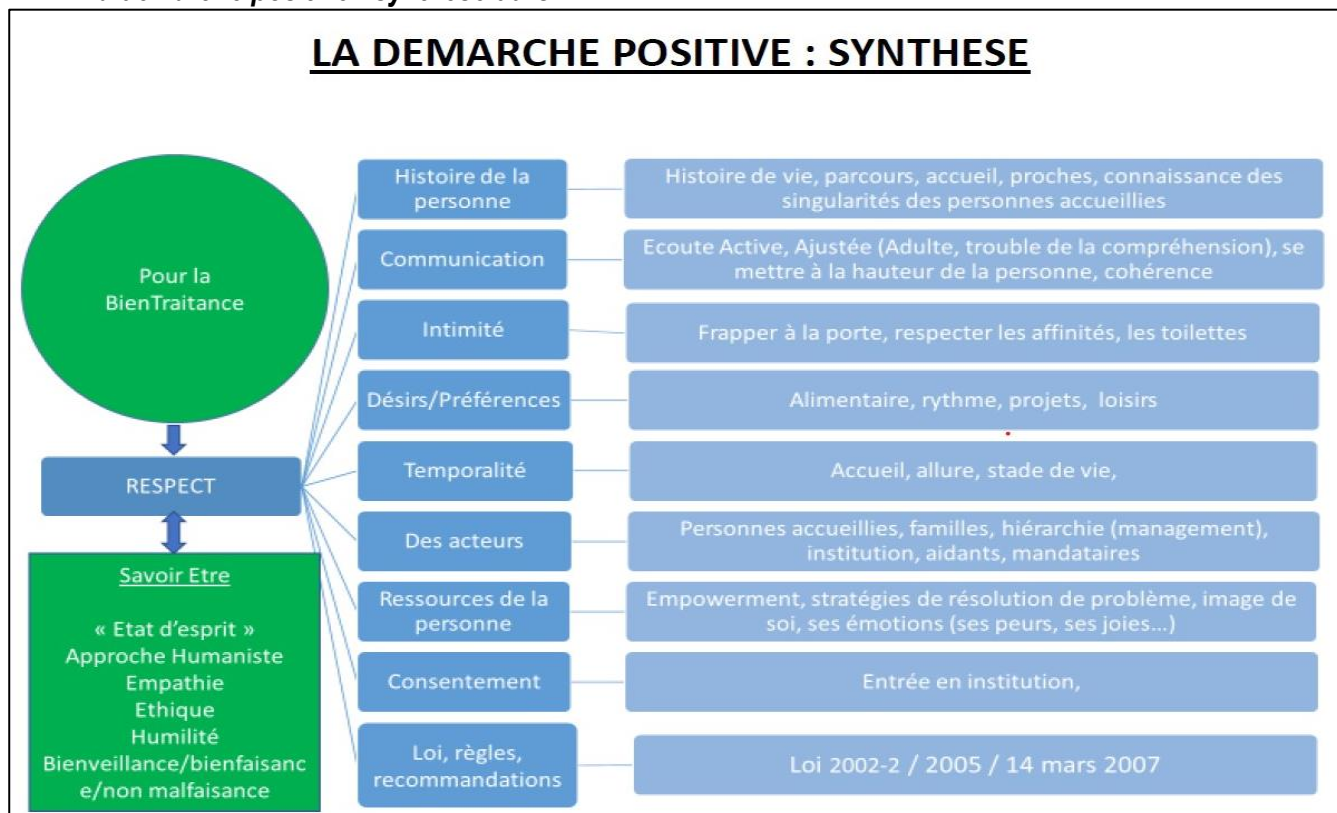 LA DEMARCHE POSITIVE : SYNTHESE
Pour la
BienTraitance
RESPECT
Savoir Etre
« Etat d'esprit »
Approche Humaniste
Empathie
Ethique
Humilité
Bienveillance/bienfaisanc
e/non malfaisance
Histoire de la
personne
Histoire de vie, parcours, accueil, proches, connaissance des
singularités des personnes accueillies
Communication
Ecoute Active, Ajustée (Adulte, trouble de la compréhension), se
mettre à la hauteur de la personne, cohérence
Intimité
Frapper à la porte, respecter les affinités, les toilettes
Désirs/Préférences
Alimentaire, rythme, projets, loisirs
Temporalité
Accueil, allure, stade de vie,
Des acteurs
Personnes accueillies, familles, hiérarchie (management),
institution, aidants, mandataires
Ressources de la
personne
Empowerment, stratégies de résolution de problème, image de
soi, ses émotions (ses peurs, ses joies...)
Consentement
Entrée en institution,
Loi, règles,
recommandations
Loi 2002-2 / 2005 / 14 mars 2007